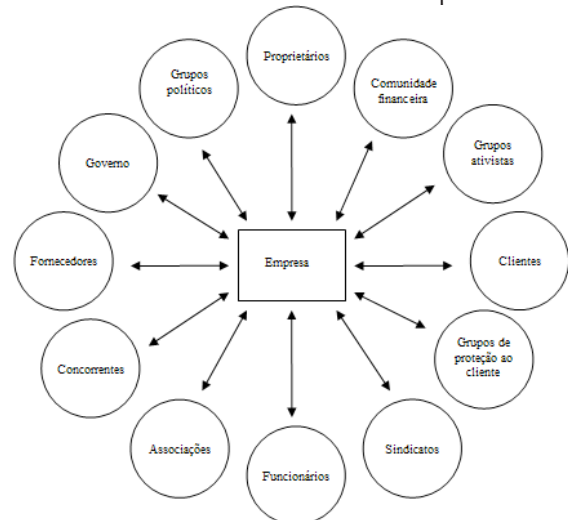 Proprietários
Comunidade
financeira
Grupos
ativistas
Clientes
Grupos de
proteção ao
cliente
Sindicatos
Funcionários
Associações
Concorrentes
Fornecedores
Governo
Grupos
políticos
Empresa